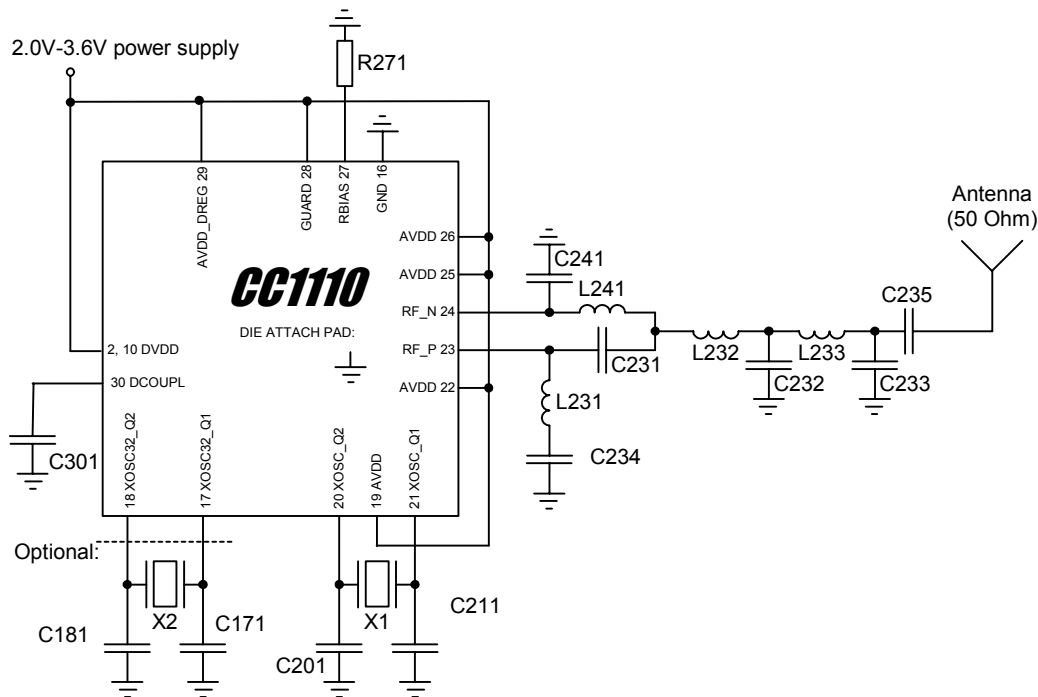 2.0V-3.6V power supply
R271
AVDD_DREG 29
GUARD 28
RBIAS 27
GND 16
Antenna
(50 Ohm)
AVDD 26
AVDD 25
CC1110
RF_N 24
DIE ATTACH PAD:
RF_P 23
AVDD 22
2, 10 DVDD
30 DCOUPL
C241
L241
C231
L231
C234
L232
C232
L233
C233
C235
C301
18 XOSC32_Q2
17 XOSC32_Q1
20 XOSC_Q2
19 AVDD
21 XOSC_Q1
Optional:
X2
X1
C181
C171
C201
C211